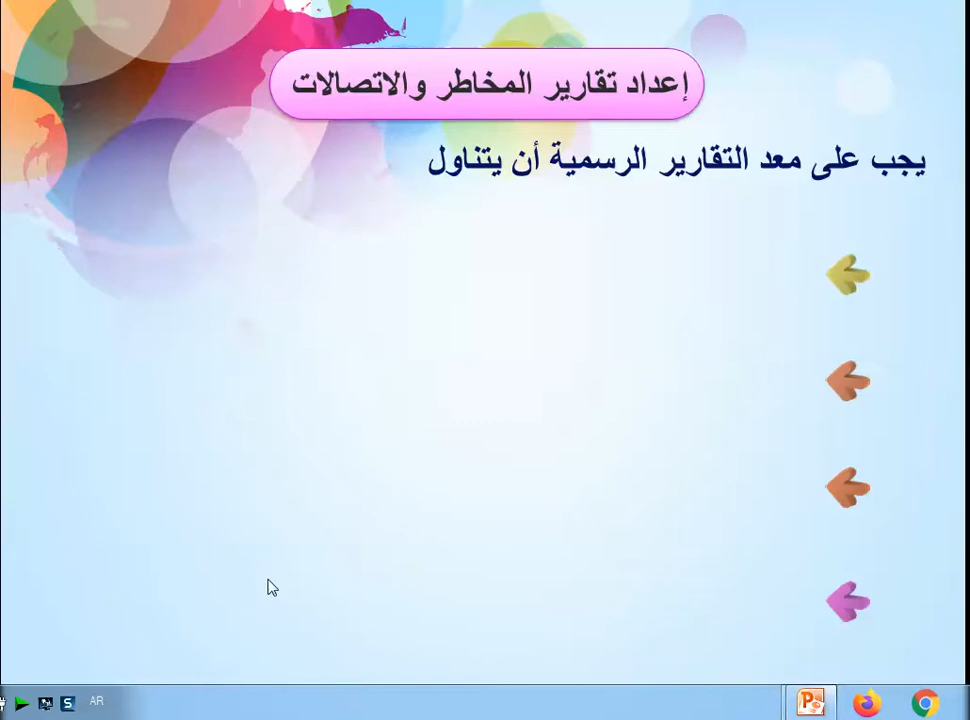 إعداد تقارير المخاطر والاتصالات
يجب على معد التقارير الرسمية أن يتناول
S
AR
P